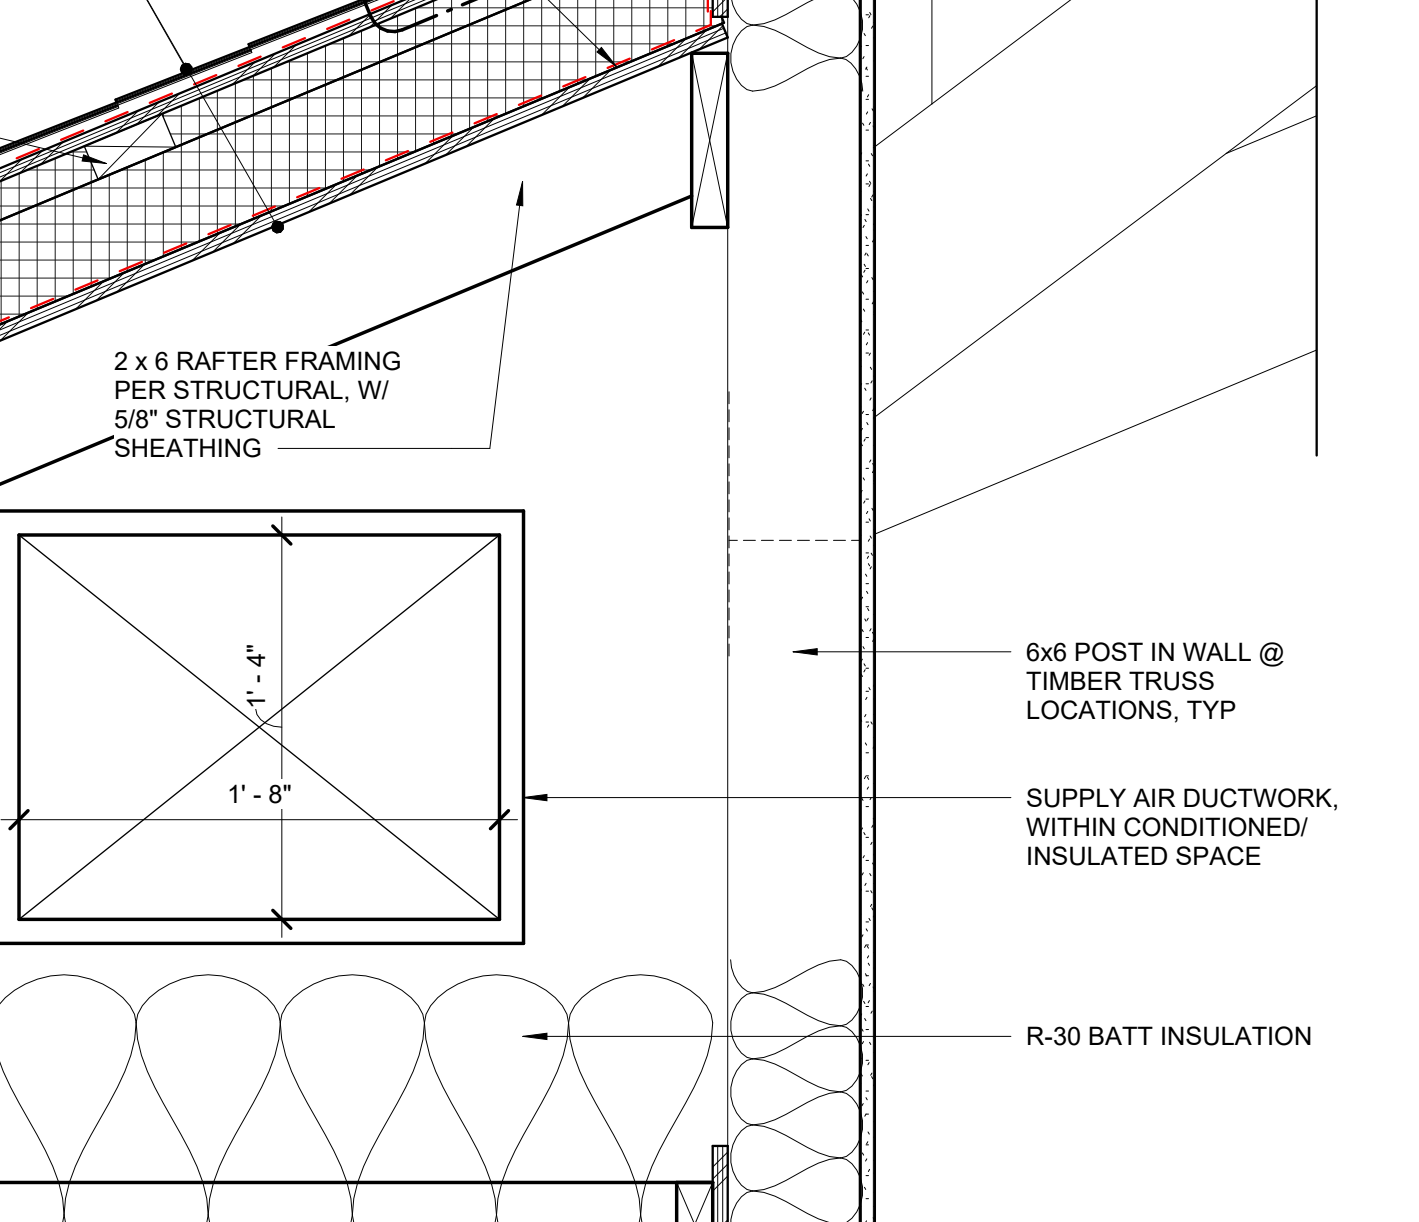 2 x 6 RAFTER FRAMING
PER STRUCTURAL, W/
5/8" STRUCTURAL
SHEATHING
1' - 4"
1' - 8"
6x6 POST IN WALL @
TIMBER TRUSS
LOCATIONS, TYP
SUPPLY AIR DUCTWORK,
WITHIN CONDITIONED/
INSULATED SPACE
R-30 BATT INSULATION